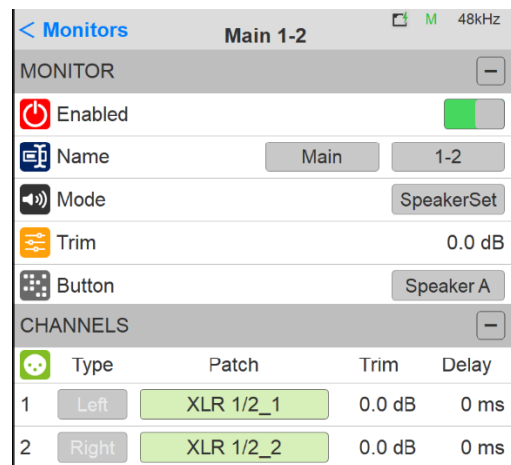 < Monitors Main 1-2 M 48kHz
MONITOR
Enabled
Name Main 1-2
Mode SpeakerSet
Trim 0.0 dB
Button Speaker A
CHANNELS
Type Patch Trim Delay
1 Left XLR 1/2_1 0.0 dB 0 ms
2 Right XLR 1/2_2 0.0 dB 0 ms